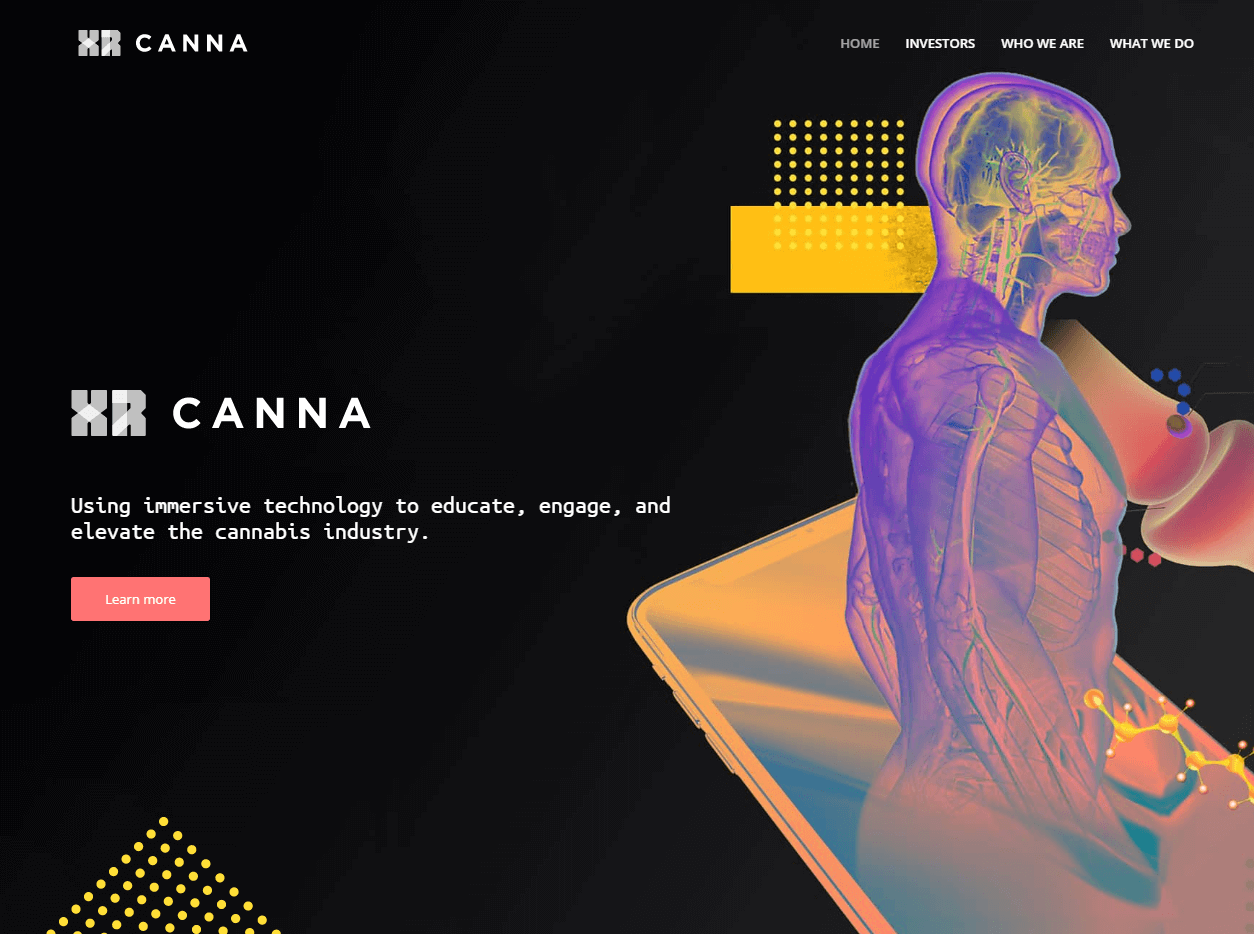 XR CANNA
HOME INVESTORS WHO WE ARE WHAT WE DO
XR CANNA
Using immersive technology to educate, engage, and
elevate the cannabis industry.
Learn more